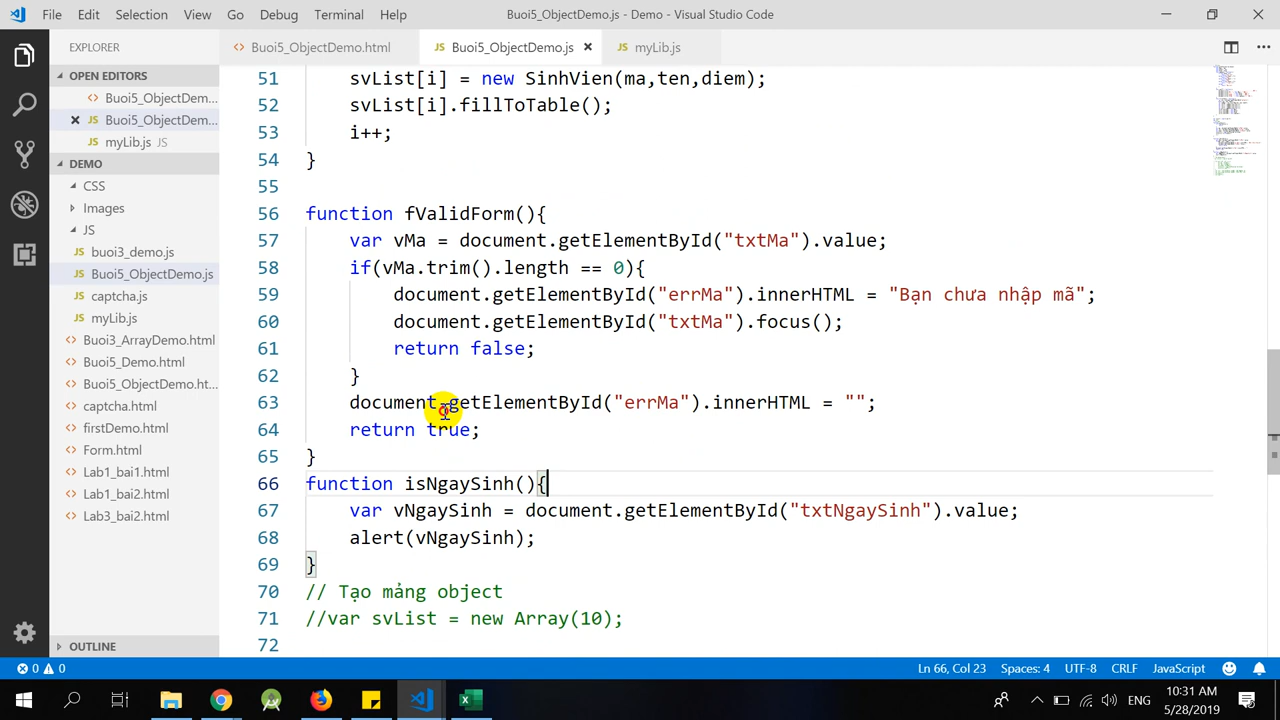 File Edit Selection View Go Debug Terminal Help
Buoi5_ObjectDemo.js - Demo - Visual Studio Code
EXPLORER
Buoi5_ObjectDemo.html
JS Buoi5_ObjectDemo.js
JS myLib.js
OPEN EDITORS
Buoi5_ObjectDem...
Buoi5_ObjectDem...
myLib.js JS
DEMO
CSS
Images
JS
buoi3_demo.js
Buoi5_ObjectDemo.js
captcha.js
myLib.js
Buoi3_ArrayDemo.html
Buoi5_Demo.html
Buoi5_ObjectDemo.ht...
captcha.html
firstDemo.html
Form.html
Lab1_bai1.html
Lab1_bai2.html
Lab3_bai2.html
OUTLINE
51 svList[i] = new SinhVien(ma,ten,diem);
52 svList[i].fillToTable();
53 i++;
54 }
55
56 function fValidForm(){
57 var vMa = document.getElementById("txtMa").value;
58 if(vMa.trim().length == 0){
59 document.getElementById("errMa").innerHTML = "Bạn chưa nhập mã";
60 document.getElementById("txtMa").focus();
61 return false;
62 }
63 document.getElementById("errMa").innerHTML = "";
64 return true;
65 }
66 function isNgaySinh(){
67 var vNgaySinh = document.getElementById("txtNgaySinh").value;
68 alert(vNgaySinh);
69 }
70 // Tạo mảng object
71 //var svList = new Array(10);
72
0 0
Ln 66, Col 23 Spaces: 4 UTF-8 CRLF JavaScript
ENG
10:31 AM
5/28/2019